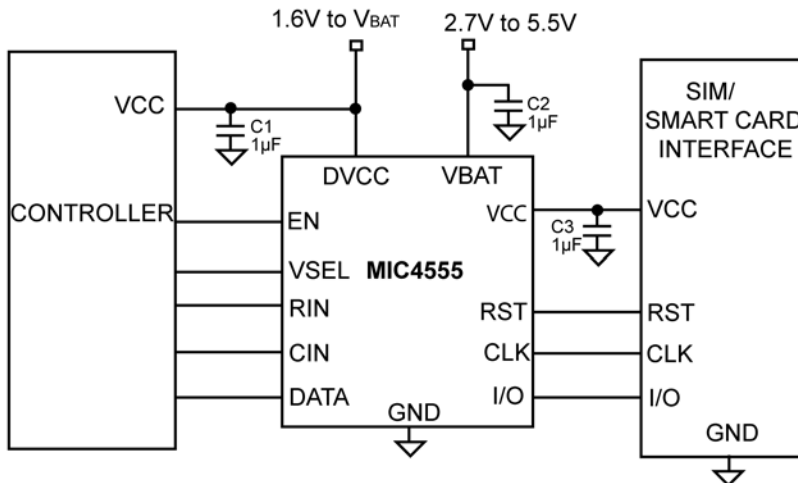 1.6V to VBAT
2.7V to 5.5V
VCC
C1
1µF
C2
1µF
SIM/
SMART CARD
INTERFACE
DVCC
VBAT
CONTROLLER
EN
VCC
C3
1µF
VCC
VSEL
MIC4555
RIN
RST
RST
CIN
CLK
CLK
DATA
I/O
I/O
GND
GND